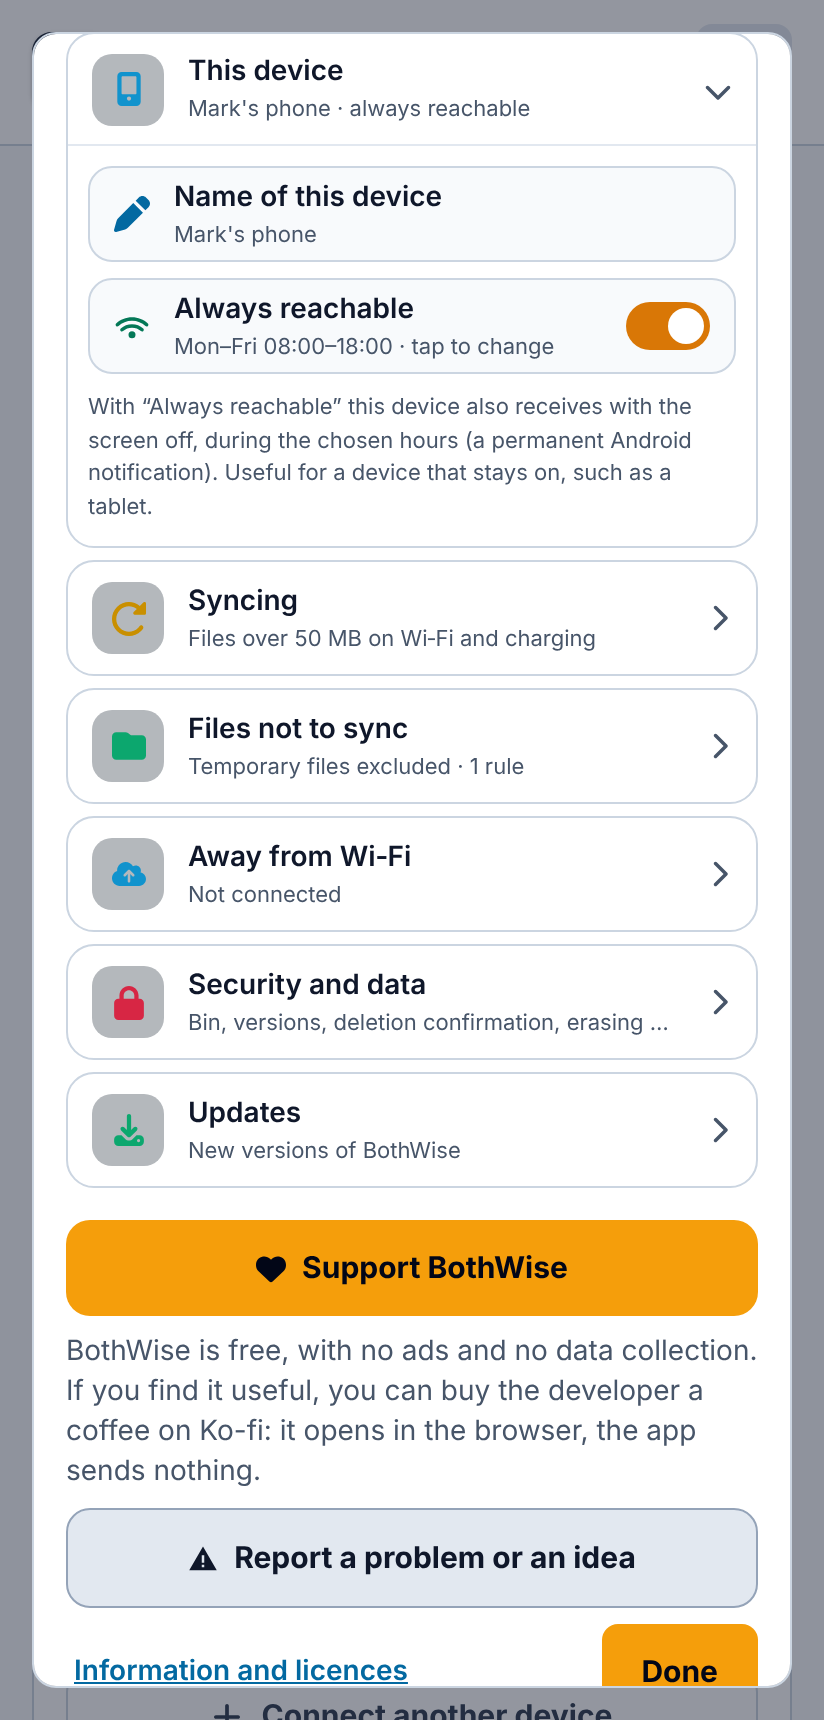 This device
Mark's phone · always reachable
Name of this device
Mark's phone
Always reachable
Mon–Fri 08:00–18:00 · tap to change
With “Always reachable” this device also receives with the
screen off, during the chosen hours (a permanent Android
notification). Useful for a device that stays on, such as a
tablet.
Syncing
Files over 50 MB on Wi-Fi and charging
Files not to sync
Temporary files excluded · 1 rule
Away from Wi-Fi
Not connected
Security and data
Bin, versions, deletion confirmation, erasing ...
Updates
New versions of BothWise
Support BothWise
BothWise is free, with no ads and no data collection.
If you find it useful, you can buy the developer a
coffee on Ko-fi: it opens in the browser, the app
sends nothing.
Report a problem or an idea
Information and licences
Done
Connect another device